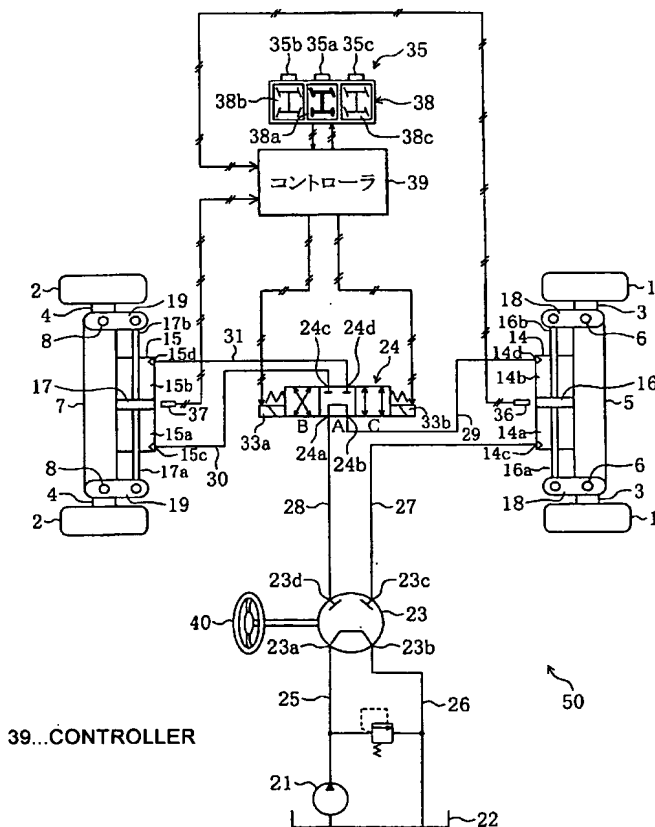 35b 35a 35c 35
38b 38
38a 38c
コントローラ 39
2 19 18 1
4 17b 24c 24d 24 16b 3
8 15 31 14 6
15d 14d
17 15b 14b 16
7 37 36 5
33a B A C 33b
15a 24a 24b 29 14a
15c 14c
8 17a 30 16a 6
4 19 28 27 18 3
2 1
23d 23c
40 23
23a 23b
25 26 50
39...CONTROLLER
21 22